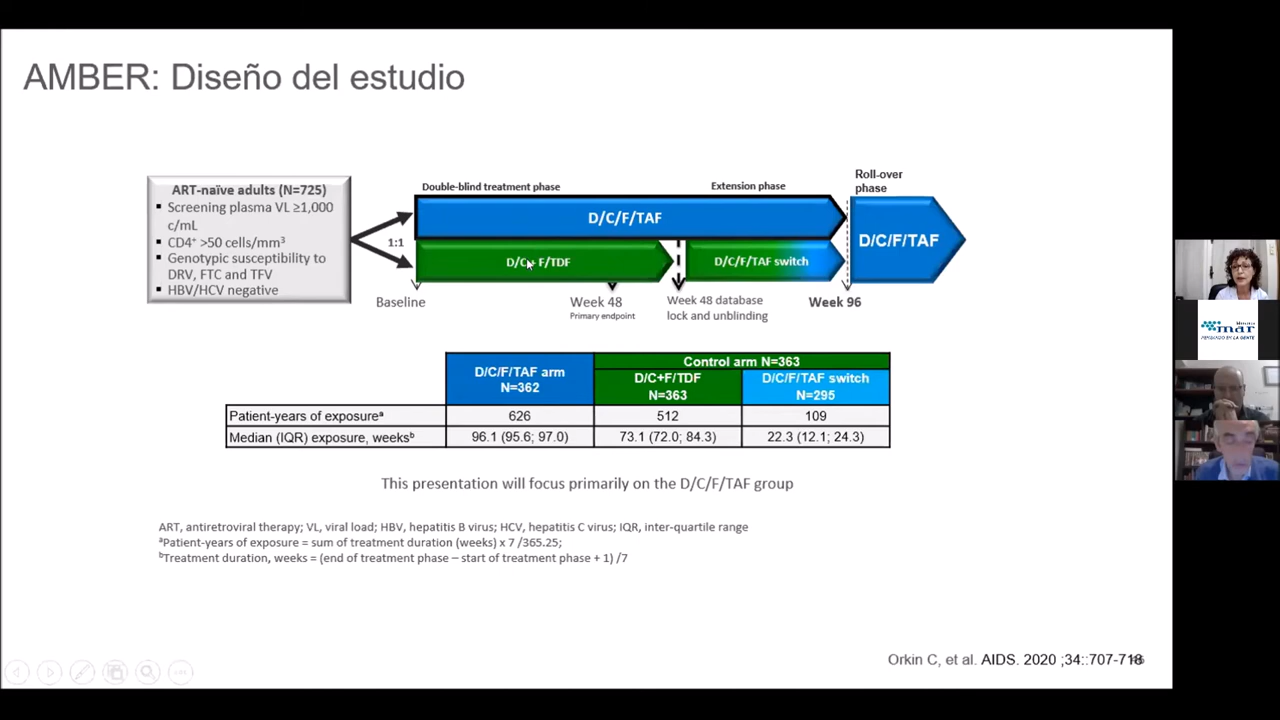 AMBER: Diseño del estudio
ART-naïve adults (N=725)
▪ Screening plasma VL ≥1,000
c/mL
▪ CD4⁺ >50 cells/mm³
▪ Genotypic susceptibility to
DRV, FTC and TFV
▪ HBV/HCV negative
1:1
Double-blind treatment phase
Extension phase
Roll-over
phase
D/C/F/TAF
D/C+ F/TDF
D/C/F/TAF switch
D/C/F/TAF
Baseline
Week 48
Primary endpoint
Week 48 database
lock and unblinding
Week 96
D/C/F/TAF arm
N=362
Control arm N=363
D/C+F/TDF
N=363
D/C/F/TAF switch
N=295
Patient-years of exposureᵃ 626 512 109
Median (IQR) exposure, weeksᵇ 96.1 (95.6; 97.0) 73.1 (72.0; 84.3) 22.3 (12.1; 24.3)
This presentation will focus primarily on the D/C/F/TAF group
ART, antiretroviral therapy; VL, viral load; HBV, hepatitis B virus; HCV, hepatitis C virus; IQR, inter-quartile range
ᵃPatient-years of exposure = sum of treatment duration (weeks) x 7 /365.25;
ᵇTreatment duration, weeks = (end of treatment phase – start of treatment phase + 1) /7
Orkin C, et al. AIDS. 2020 ;34::707-718
mar